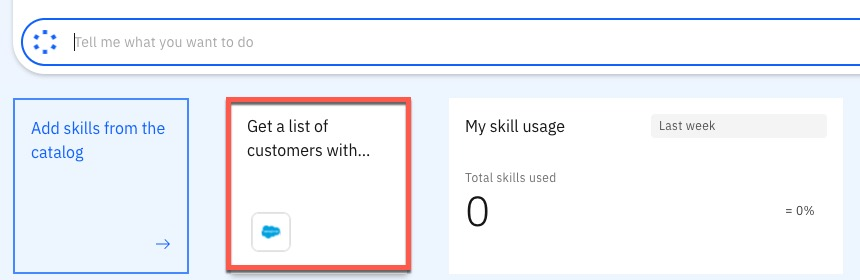 Tell me what you want to do
Add skills from the
catalog
Get a list of
customers with...
My skill usage
Last week
Total skills used
0
= 0%